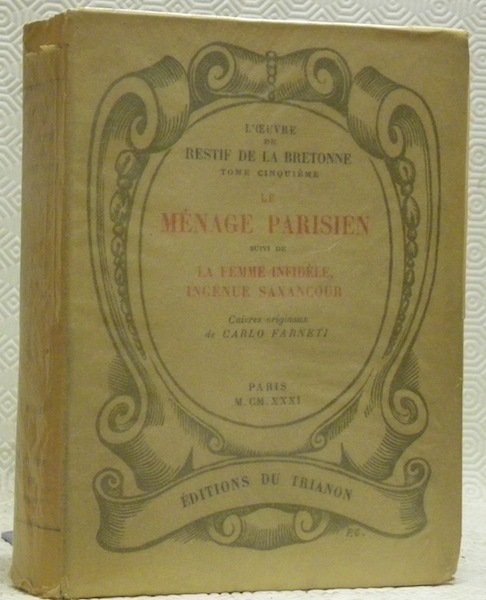 L'ŒUVRE
DE
RESTIF DE LA BRETONNE
TOME CINQUIÈME
LE
MÉNAGE PARISIEN
SUIVI DE
LA FEMME INFIDÈLE,
INGÉNUE SAXANCOUR
Cuivres originaux
de CARLO FARNETI
PARIS
M. CM. XXXI
ÉDITIONS DU TRIANON